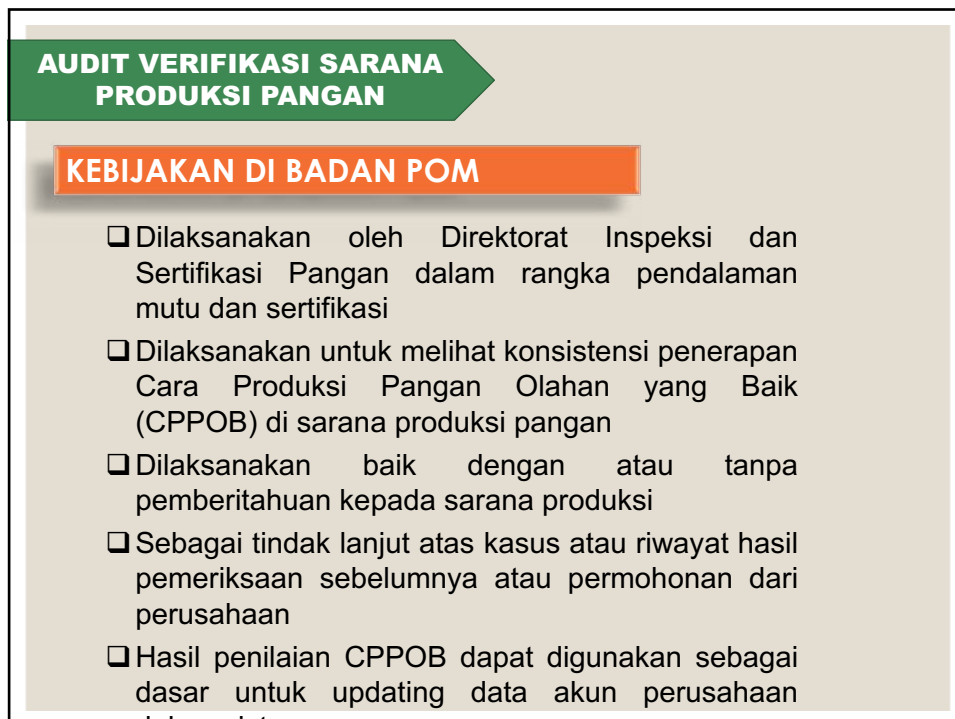 AUDIT VERIFIKASI SARANA
PRODUKSI PANGAN
KEBIJAKAN DI BADAN POM
❑Dilaksanakan oleh Direktorat Inspeksi dan
Sertifikasi Pangan dalam rangka pendalaman
mutu dan sertifikasi
❑Dilaksanakan untuk melihat konsistensi penerapan
Cara Produksi Pangan Olahan yang Baik
(CPPOB) di sarana produksi pangan
❑Dilaksanakan baik dengan atau tanpa
pemberitahuan kepada sarana produksi
❑Sebagai tindak lanjut atas kasus atau riwayat hasil
pemeriksaan sebelumnya atau permohonan dari
perusahaan
❑Hasil penilaian CPPOB dapat digunakan sebagai
dasar untuk updating data akun perusahaan